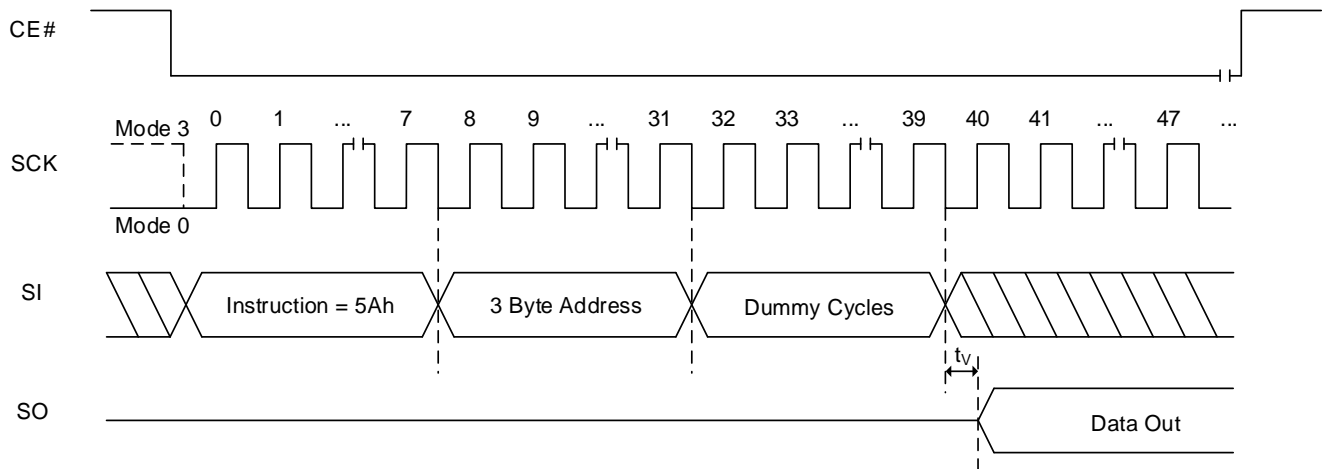 CE#
0 1 ... 7 8 9 ... 31 32 33 ... 39 40 41 ... 47 ...
Mode 3
SCK
Mode 0
SI
Instruction = 5Ah
3 Byte Address
Dummy Cycles
tV
SO
Data Out